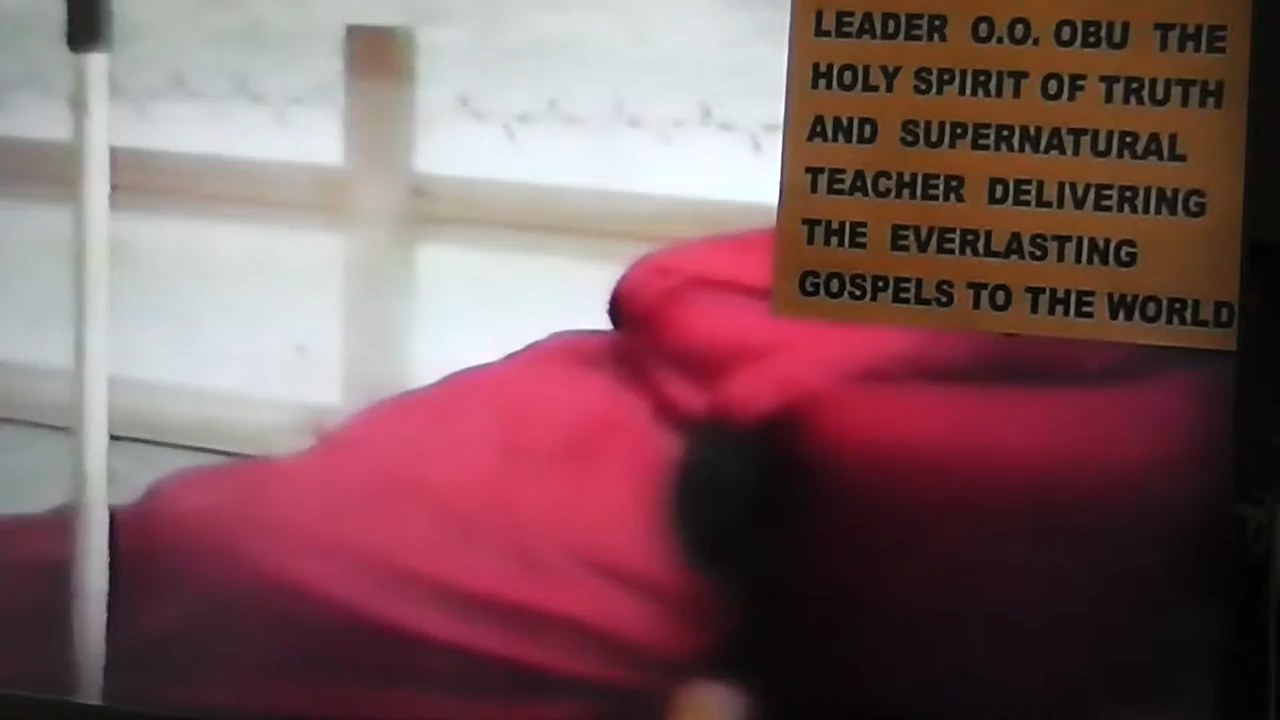 LEADER O.O. OBU THE
HOLY SPIRIT OF TRUTH
AND SUPERNATURAL
TEACHER DELIVERING
THE EVERLASTING
GOSPELS TO THE WORLD